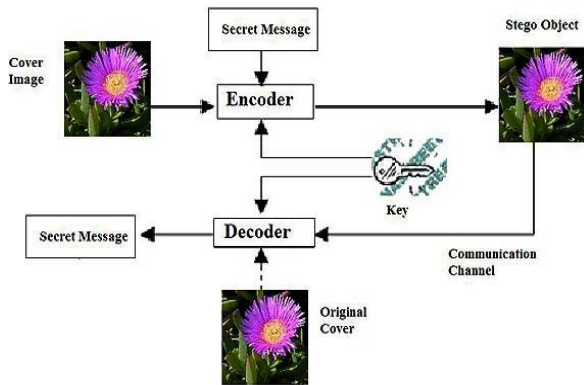 Secret Message
Stego Object
Cover
Image
Encoder
Key
Secret Message
Decoder
Communication
Channel
Original
Cover